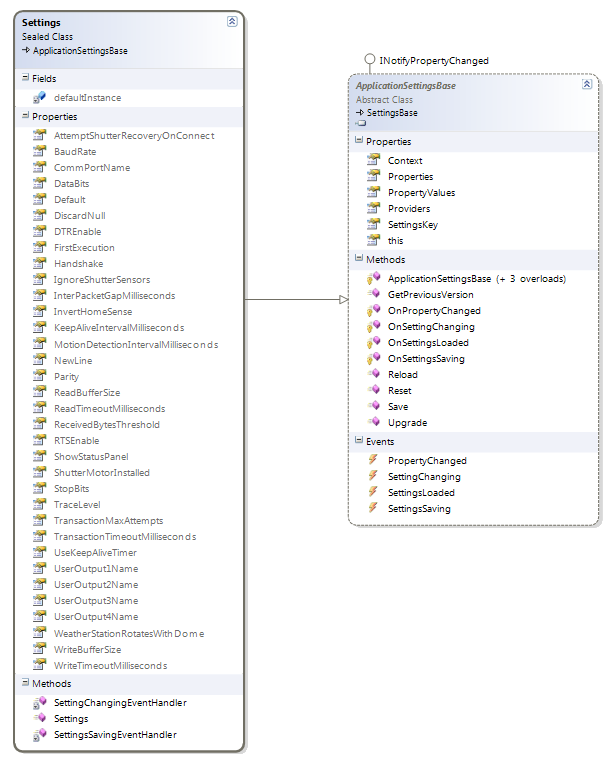 Settings
Sealed Class
ApplicationSettingsBase
Fields
defaultInstance
Properties
AttemptShutterRecoveryOnConnect
BaudRate
CommPortName
DataBits
Default
DiscardNull
DTREnable
FirstExecution
Handshake
IgnoreShutterSensors
InterPacketGapMilliseconds
InvertHomeSense
KeepAliveIntervalMilliseconds
MotionDetectionIntervalMilliseconds
NewLine
Parity
ReadBufferSize
ReadTimeoutMilliseconds
ReceivedBytesThreshold
RTSEnable
ShowStatusPanel
ShutterMotorInstalled
StopBits
TraceLevel
TransactionMaxAttempts
TransactionTimeoutMilliseconds
UseKeepAliveTimer
UserOutput1Name
UserOutput2Name
UserOutput3Name
UserOutput4Name
WeatherStationRotatesWithDome
WriteBufferSize
WriteTimeoutMilliseconds
Methods
SettingChangingEventHandler
Settings
SettingsSavingEventHandler
INotifyPropertyChanged
ApplicationSettingsBase
Abstract Class
SettingsBase
Properties
Context
Properties
PropertyValues
Providers
SettingsKey
this
Methods
ApplicationSettingsBase (+ 3 overloads)
GetPreviousVersion
OnPropertyChanged
OnSettingChanging
OnSettingsLoaded
OnSettingsSaving
Reload
Reset
Save
Upgrade
Events
PropertyChanged
SettingChanging
SettingsLoaded
SettingsSaving